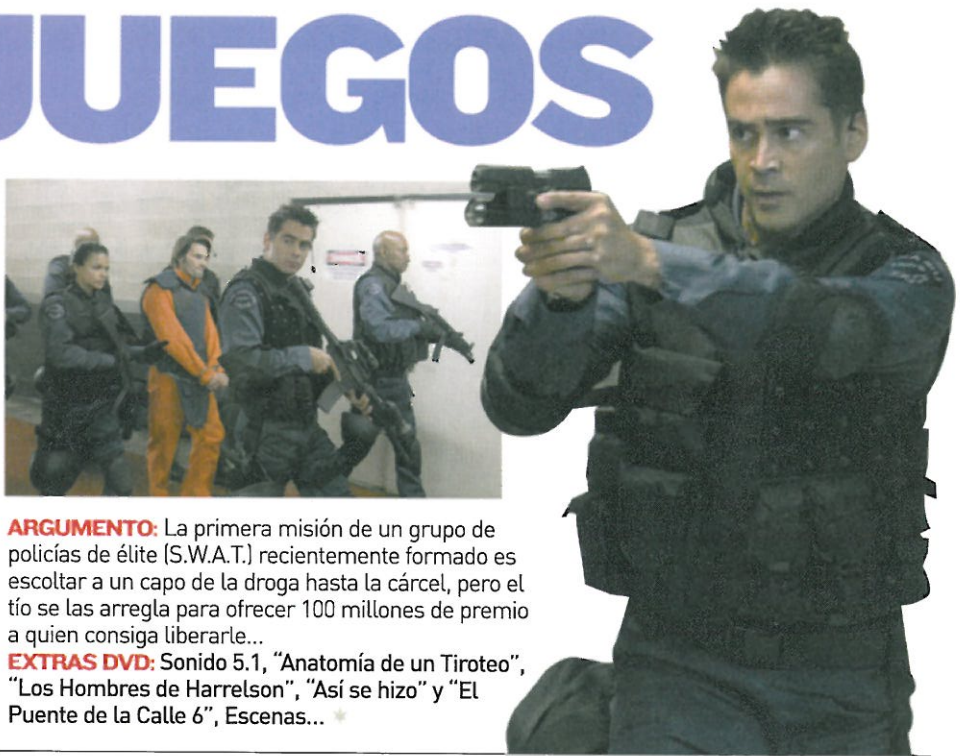 JUEGOS
ARGUMENTO: La primera misión de un grupo de
policías de élite (S.W.A.T.) recientemente formado es
escoltar a un capo de la droga hasta la cárcel, pero el
tío se las arregla para ofrecer 100 millones de premio
a quien consiga liberarle...
EXTRAS DVD: Sonido 5.1, “Anatomía de un Tiroteo”,
“Los Hombres de Harrelson”, “Así se hizo” y “El
Puente de la Calle 6”, Escenas...